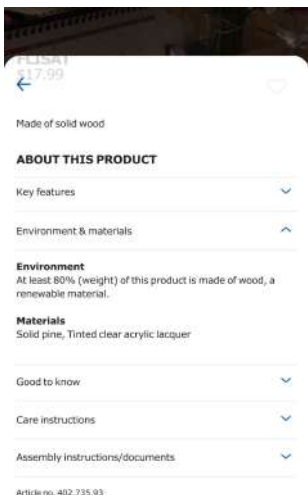 FLISAT
$17.99
Made of solid wood
ABOUT THIS PRODUCT
Key features
Environment & materials
Environment
At least 80% (weight) of this product is made of wood, a
renewable material.
Materials
Solid pine, Tinted clear acrylic lacquer
Good to know
Care instructions
Assembly instructions/documents
Article no. 402.735.93